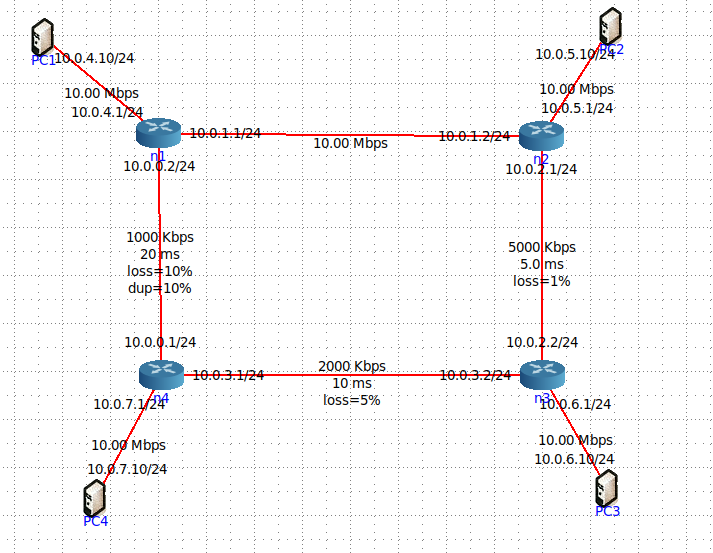 PC1
10.0.4.10/24
10.00 Mbps
10.0.4.1/24
n1
10.0.1.1/24
10.00 Mbps
10.0.1.2/24
PC2
10.0.5.10/24
10.00 Mbps
10.0.5.1/24
n2
10.0.0.2/24
10.0.2.1/24
1000 Kbps
20 ms
loss=10%
dup=10%
5000 Kbps
5.0 ms
loss=1%
10.0.0.1/24
10.0.2.2/24
n4
10.0.3.1/24
2000 Kbps
10 ms
loss=5%
10.0.3.2/24
n3
10.0.7.1/24
10.00 Mbps
10.0.7.10/24
PC4
10.0.6.1/24
10.00 Mbps
10.0.6.10/24
PC3